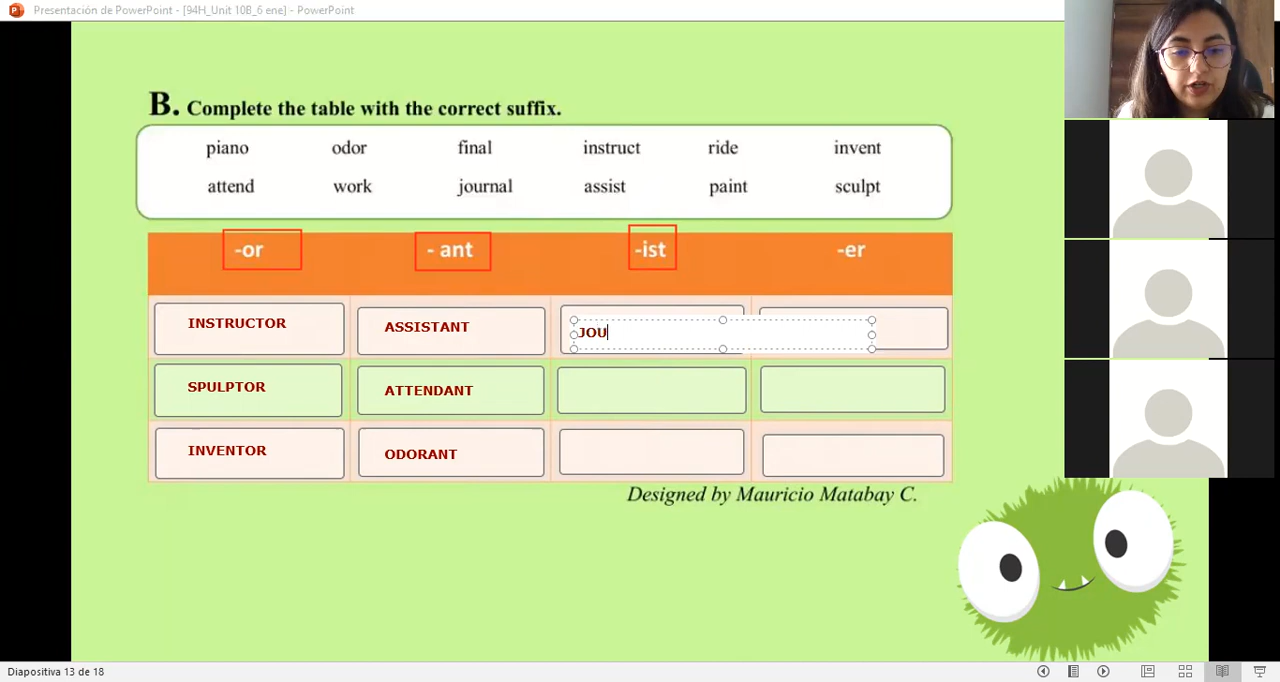 Presentación de PowerPoint - [94H_Unit 10B_6 ene] - PowerPoint
B. Complete the table with the correct suffix.
piano odor final instruct ride invent
attend work journal assist paint sculpt
-or - ant -ist -er
INSTRUCTOR ASSISTANT JOU
SPULPTOR ATTENDANT
INVENTOR ODORANT
Designed by Mauricio Matabay C.
Diapositiva 13 de 18